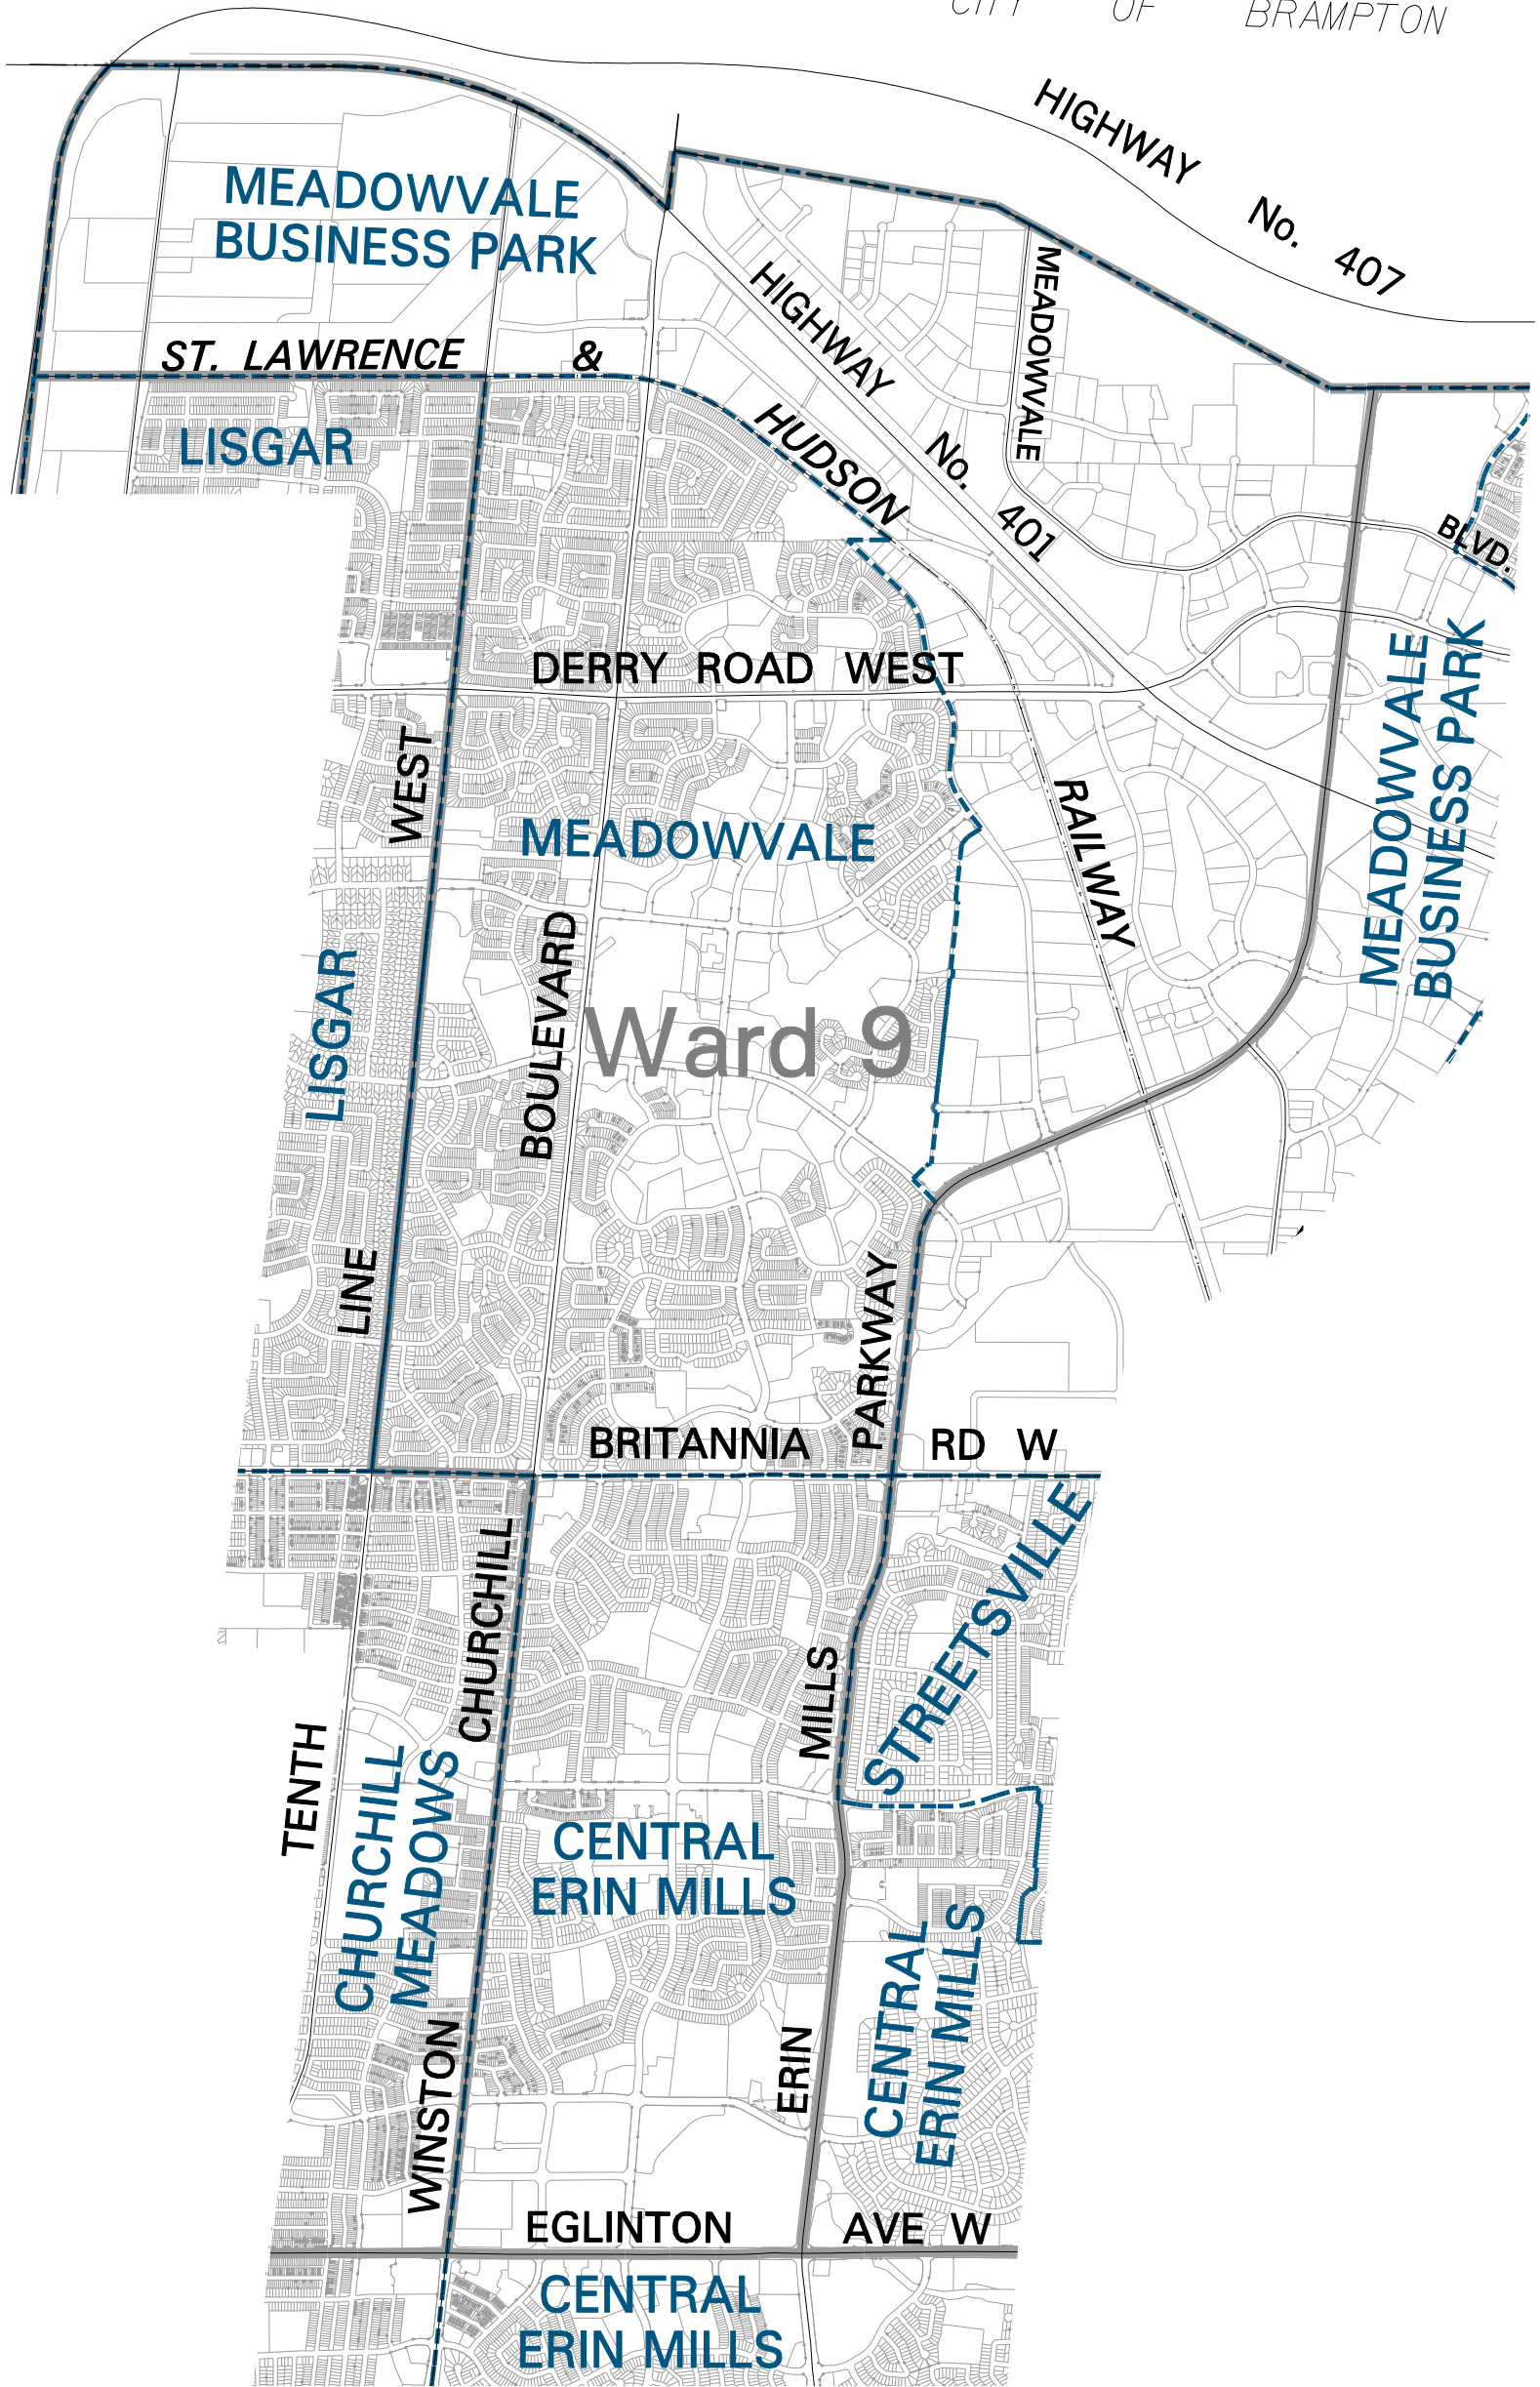 CITY OF BRAMPTON
HIGHWAY No. 407
MEADOWVALE
BUSINESS PARK
HIGHWAY No. 401
MEADOWVALE BLVD.
ST. LAWRENCE & HUDSON RAILWAY
LISGAR
DERRY ROAD WEST
MEADOWVALE
BUSINESS PARK
MEADOWVALE
LISGAR
Ward 9
TENTH LINE WEST
WINSTON CHURCHILL BOULEVARD
ERIN MILLS PARKWAY
BRITANNIA RD W
STREETSVILLE
CHURCHILL
MEADOWS
CENTRAL
ERIN MILLS
CENTRAL
ERIN MILLS
EGLINTON AVE W
CENTRAL
ERIN MILLS